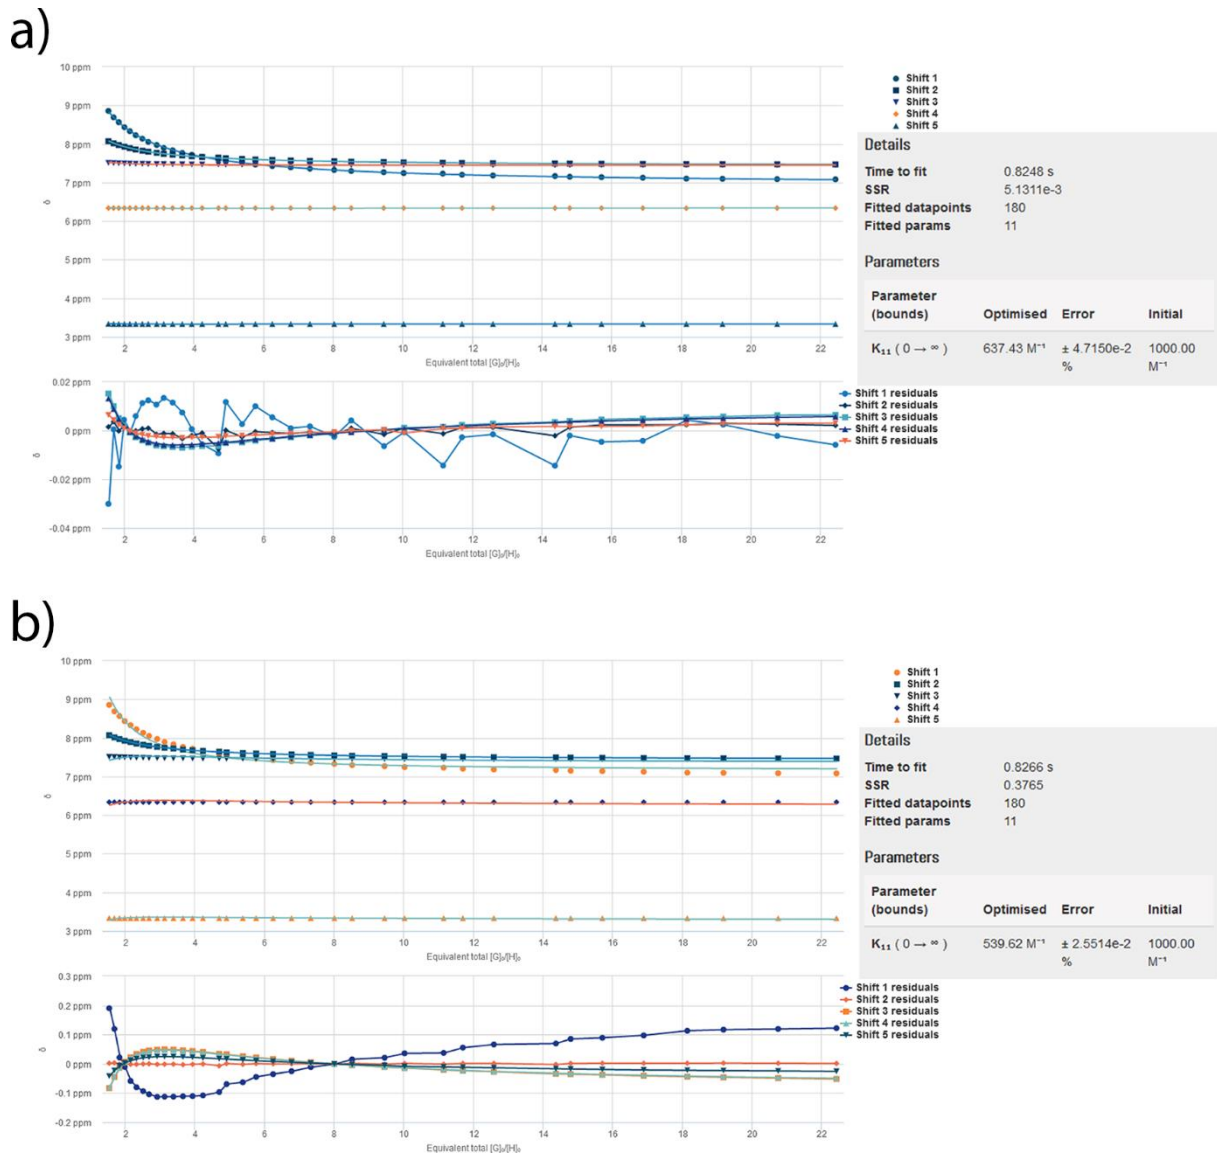 a)
10 ppm
9 ppm
8 ppm
7 ppm
6 ppm
5 ppm
4 ppm
3 ppm
δ
2 4 6 8 10 12 14 16 18 20 22
Equivalent total [G]₀/[H]₀
Shift 1
Shift 2
Shift 3
Shift 4
Shift 5
Details
Time to fit 0.8248 s
SSR 5.1311e-3
Fitted datapoints 180
Fitted params 11
Parameters
Parameter
(bounds) Optimised Error Initial
K₁₁ ( 0 → ∞ ) 637.43 M⁻¹ ± 4.7150e-2 1000.00
% M⁻¹
0.02 ppm
0.00 ppm
-0.02 ppm
-0.04 ppm
δ
2 4 6 8 10 12 14 16 18 20 22
Equivalent total [G]₀/[H]₀
Shift 1 residuals
Shift 2 residuals
Shift 3 residuals
Shift 4 residuals
Shift 5 residuals
b)
10 ppm
9 ppm
8 ppm
7 ppm
6 ppm
5 ppm
4 ppm
3 ppm
δ
2 4 6 8 10 12 14 16 18 20 22
Equivalent total [G]₀/[H]₀
Shift 1
Shift 2
Shift 3
Shift 4
Shift 5
Details
Time to fit 0.8266 s
SSR 0.3765
Fitted datapoints 180
Fitted params 11
Parameters
Parameter
(bounds) Optimised Error Initial
K₁₁ ( 0 → ∞ ) 539.62 M⁻¹ ± 2.5514e-2 1000.00
% M⁻¹
0.3 ppm
0.2 ppm
0.1 ppm
0.0 ppm
-0.1 ppm
-0.2 ppm
δ
2 4 6 8 10 12 14 16 18 20 22
Equivalent total [G]₀/[H]₀
Shift 1 residuals
Shift 2 residuals
Shift 3 residuals
Shift 4 residuals
Shift 5 residuals